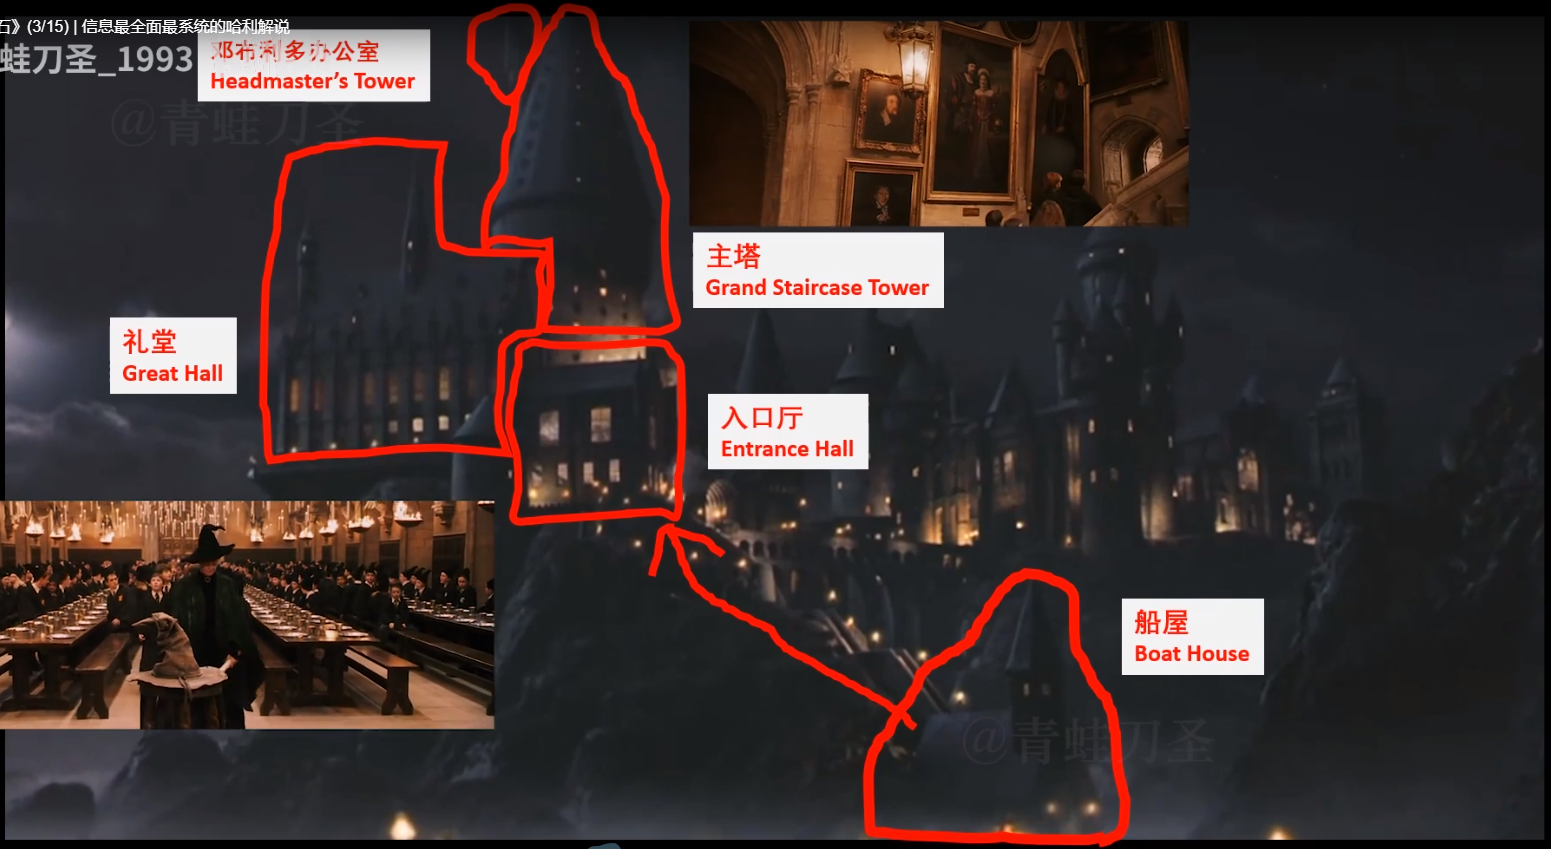 石》(3/15) | 信息最全面最系统的哈利解说
蛙刀圣_1993
邓布利多办公室
Headmaster's Tower
@青蛙刀圣
主塔
Grand Staircase Tower
礼堂
Great Hall
入口厅
Entrance Hall
船屋
Boat House
@青蛙刀圣